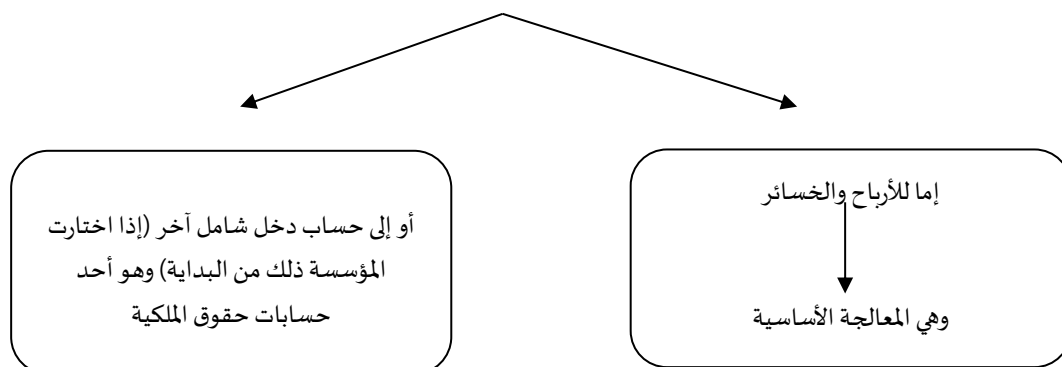 إما للأرباح والخسائر
وهي المعالجة الأساسية
أو إلى حساب دخل شامل آخر (إذا اختارت
المؤسسة ذلك من البداية) وهو أحد
حسابات حقوق الملكية